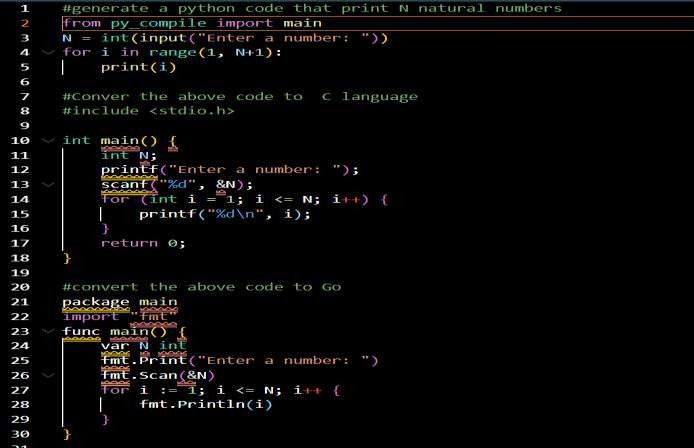 1 #generate a python code that print N natural numbers
2 from py_compile import main
3 N = int(input("Enter a number: "))
4 for i in range(1, N+1):
5 print(i)
6
7 #Conver the above code to  C language
8 #include <stdio.h>
9
10 int main() {
11 int N;
12 printf("Enter a number: ");
13 scanf("%d", &N);
14 for (int i = 1; i <= N; i++) {
15 printf("%d\n", i);
16 }
17 return 0;
18 }
19
20 #convert the above code to Go
21 package main
22 import "fmt"
23 func main() {
24 var N int
25 fmt.Print("Enter a number: ")
26 fmt.Scan(&N)
27 for i := 1; i <= N; i++ {
28 fmt.Println(i)
29 }
30 }